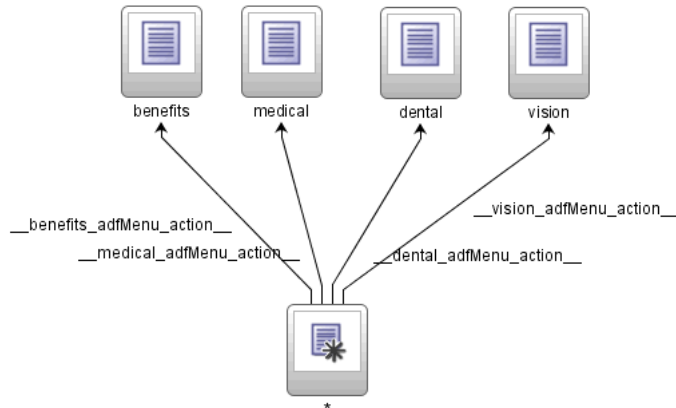 benefits
medical
dental
vision
__benefits_adfMenu_action__
__vision_adfMenu_action__
__medical_adfMenu_action__
__dental_adfMenu_action__
*